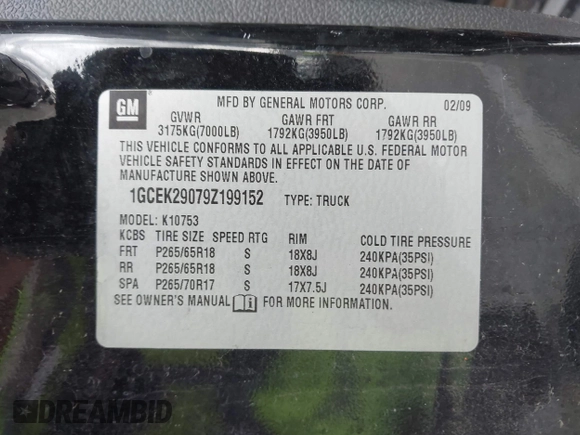 GM
MFD BY GENERAL MOTORS CORP. 02/09
GVWR GAWR FRT GAWR RR
3175KG(7000LB) 1792KG(3950LB) 1792KG(3950LB)
THIS VEHICLE CONFORMS TO ALL APPLICABLE U.S. FEDERAL MOTOR
VEHICLE SAFETY STANDARDS IN EFFECT ON THE DATE OF
MANUFACTURE SHOWN ABOVE.
1GCEK29079Z199152 TYPE: TRUCK
MODEL: K10753
KCBS TIRE SIZE SPEED RTG RIM COLD TIRE PRESSURE
FRT P265/65R18 S 18X8J 240KPA(35PSI)
RR P265/65R18 S 18X8J 240KPA(35PSI)
SPA P265/70R17 S 17X7.5J 240KPA(35PSI)
SEE OWNER'S MANUAL FOR MORE INFORMATION.
DREAMBID